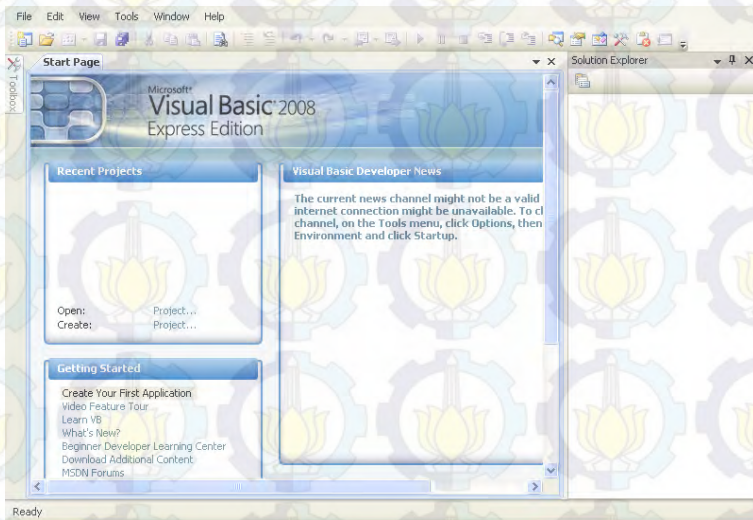 File Edit View Tools Window Help
Toolbox
Start Page
Solution Explorer
Microsoft
Visual Basic 2008
Express Edition
Recent Projects
Open: Project...
Create: Project...
Getting Started
Create Your First Application
Video Feature Tour
Learn VB
What's New?
Beginner Developer Learning Center
Download Additional Content
MSDN Forums
Visual Basic Developer News
The current news channel might not be a valid
internet connection might be unavailable. To cl
channel, on the Tools menu, click Options, then
Environment and click Startup.
Ready